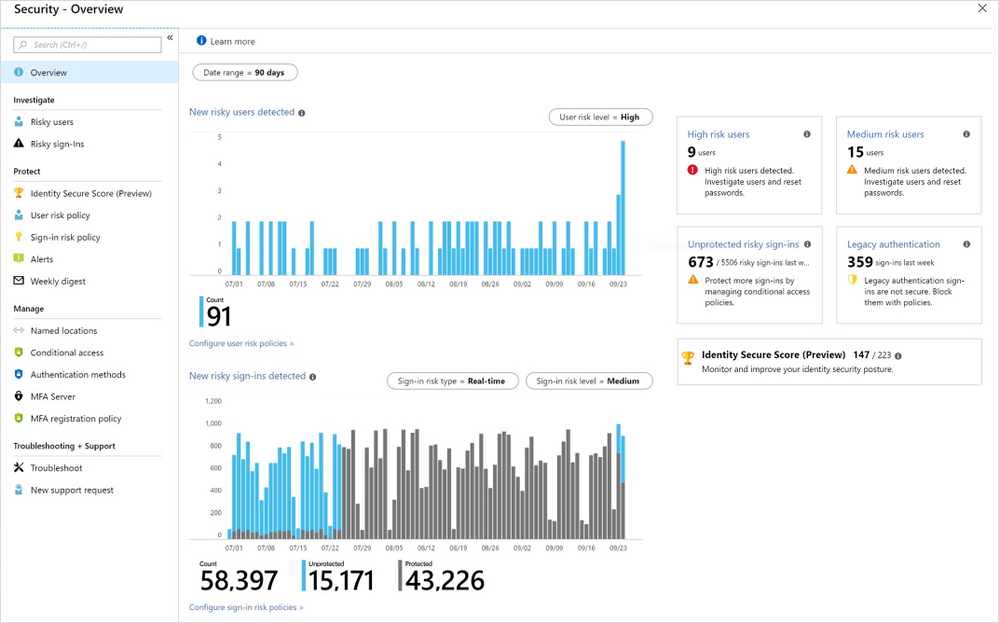 Security - Overview
Search (Ctrl+/)
Overview
Investigate
Risky users
Risky sign-Ins
Protect
Identity Secure Score (Preview)
User risk policy
Sign-in risk policy
Alerts
Weekly digest
Manage
Named locations
Conditional access
Authentication methods
MFA Server
MFA registration policy
Troubleshooting + Support
Troubleshoot
New support request
Learn more
Date range = 90 days
New risky users detected
User risk level = High
5
4
3
2
1
0
07/01 07/08 07/15 07/22 07/29 08/05 08/12 08/19 08/26 09/02 09/09 09/16 09/23
Count
91
Configure user risk policies >
New risky sign-ins detected
Sign-in risk type = Real-time
Sign-in risk level = Medium
1,200
1,000
800
600
400
200
0
07/01 07/08 07/15 07/22 07/29 08/05 08/12 08/19 08/26 09/02 09/09 09/16 09/23
Count
58,397
Unprotected
15,171
Protected
43,226
Configure sign-in risk policies >
High risk users
9 users
High risk users detected.
Investigate users and reset
passwords.
Medium risk users
15 users
Medium risk users detected.
Investigate users and reset
passwords.
Unprotected risky sign-ins
673 / 5506 risky sign-ins last w...
Protect more sign-ins by
managing conditional access
policies.
Legacy authentication
359 sign-ins last week
Legacy authentication sign-
ins are not secure. Block
them with policies.
Identity Secure Score (Preview) 147 / 223
Monitor and improve your identity security posture.